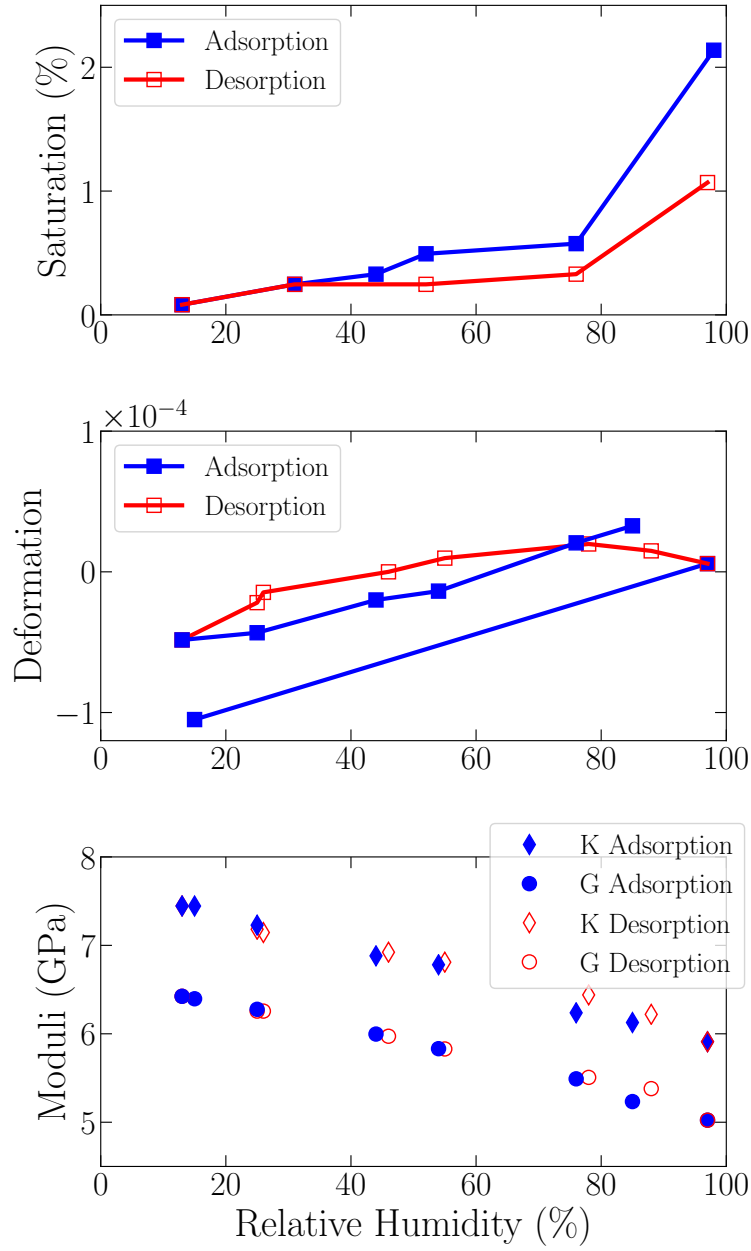 Saturation (%)
2
1
0
Adsorption
Desorption
0 20 40 60 80 100
×10⁻⁴
Deformation
1
0
−1
Adsorption
Desorption
0 20 40 60 80 100
Moduli (GPa)
8
7
6
5
K Adsorption
G Adsorption
K Desorption
G Desorption
0 20 40 60 80 100
Relative Humidity (%)